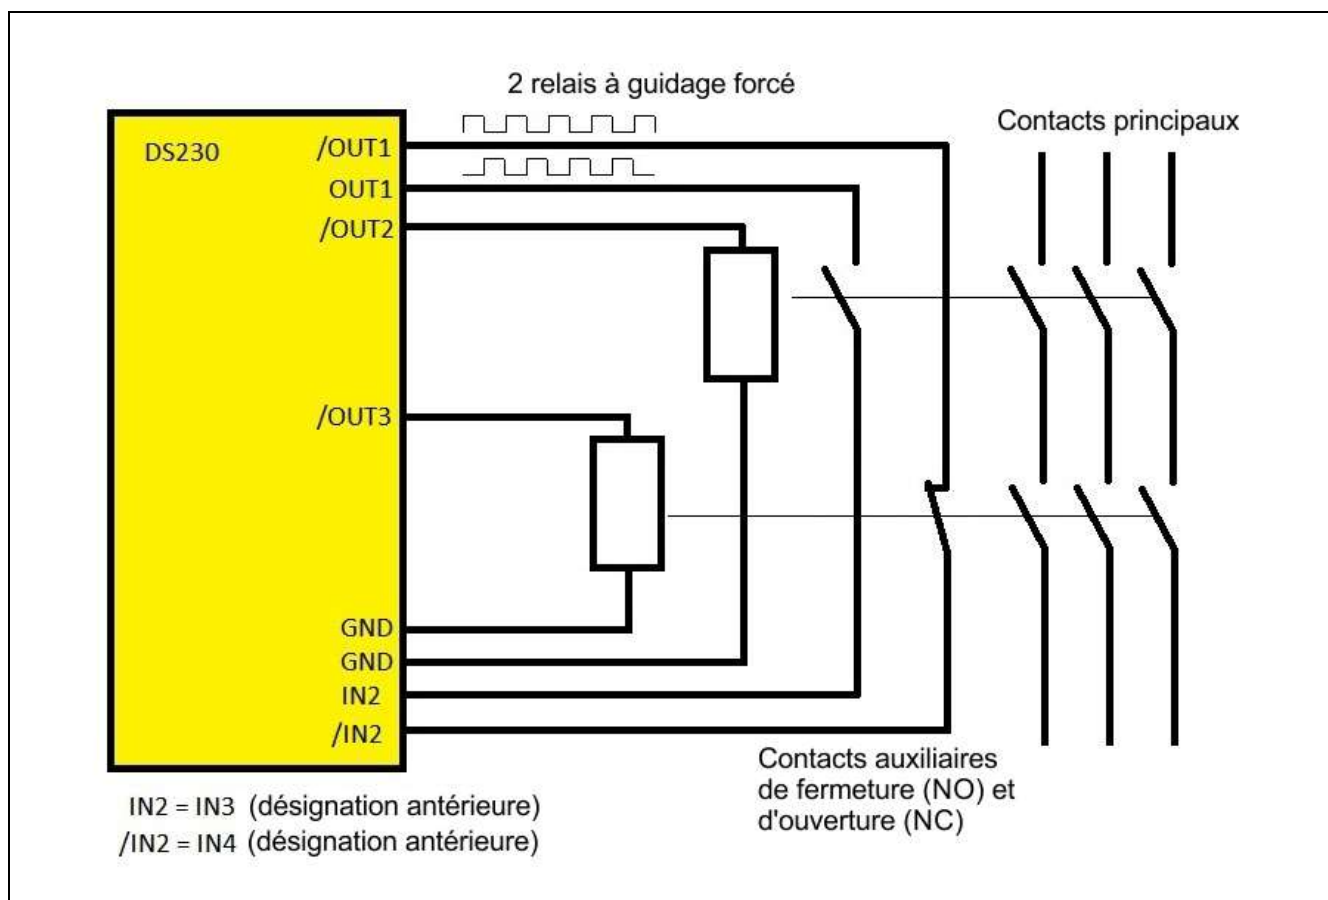 2 relais à guidage forcé
Contacts principaux
DS230
/OUT1
OUT1
/OUT2
/OUT3
GND
GND
IN2
/IN2
Contacts auxiliaires
de fermeture (NO) et
d'ouverture (NC)
IN2 = IN3 (désignation antérieure)
/IN2 = IN4 (désignation antérieure)